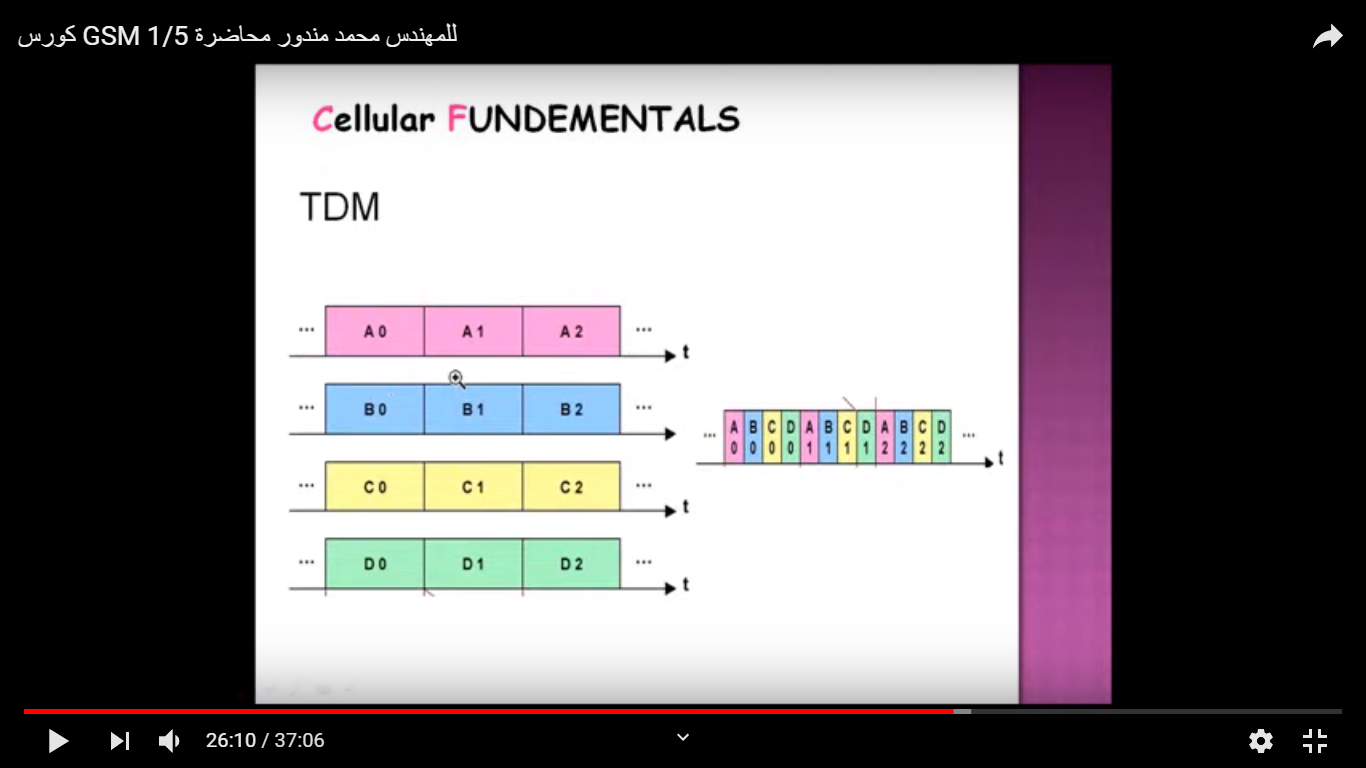 كورس GSM 1/5 للمهندس محمد مندور محاضرة
Cellular FUNDEMENTALS
TDM
... A 0 A 1 A 2 ... t
... B 0 B 1 B 2 ...
... C 0 C 1 C 2 ... t
... D 0 D 1 D 2 ... t
... A 0 B 0 C 0 D 0 A 1 B 1 C 1 D 1 A 2 B 2 C 2 D 2 ... t
26:10 / 37:06